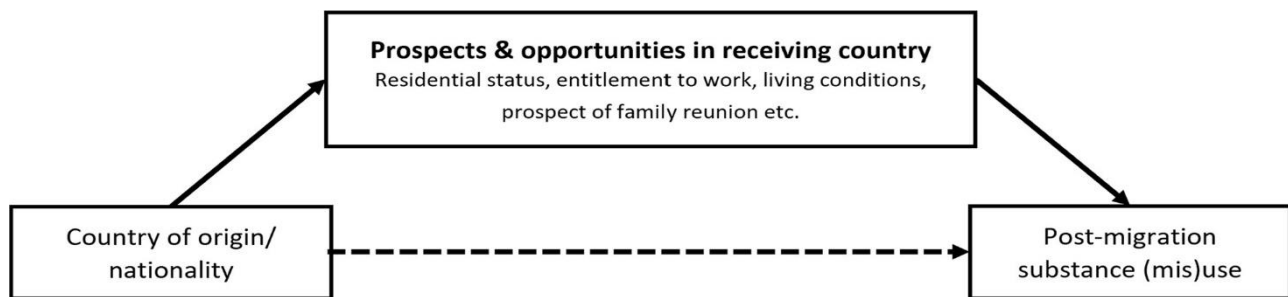 Prospects & opportunities in receiving country
Residential status, entitlement to work, living conditions,
prospect of family reunion etc.
Country of origin/
nationality
Post-migration
substance (mis)use